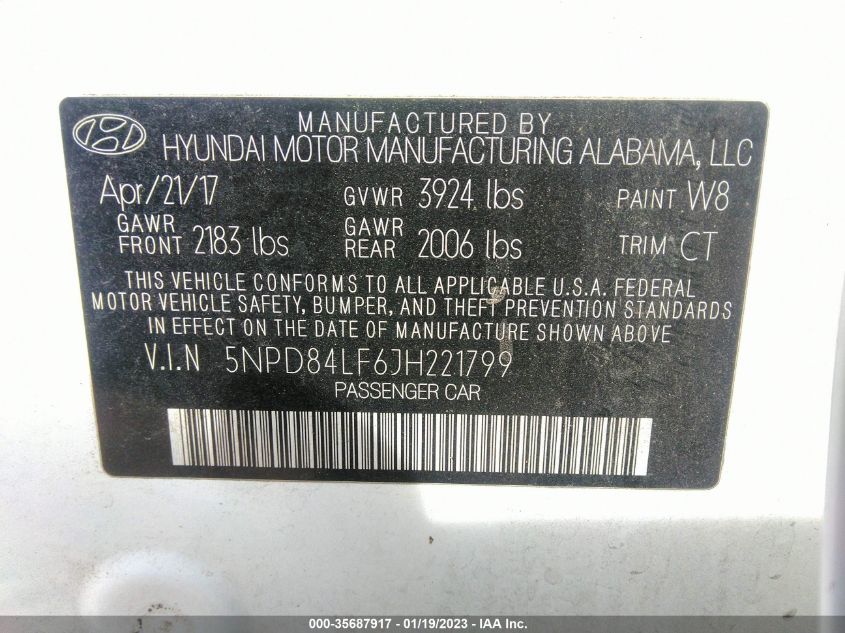 MANUFACTURED BY
HYUNDAI MOTOR MANUFACTURING ALABAMA, LLC
Apr/21/17 GVWR 3924 lbs PAINT W8
GAWR FRONT 2183 lbs GAWR REAR 2006 lbs TRIM CT
THIS VEHICLE CONFORMS TO ALL APPLICABLE U.S.A. FEDERAL
MOTOR VEHICLE SAFETY, BUMPER, AND THEFT PREVENTION STANDARDS
IN EFFECT ON THE DATE OF MANUFACTURE SHOWN ABOVE
V.I.N 5NPD84LF6JH221799
PASSENGER CAR
000-35687917 - 01/19/2023 - IAA Inc.